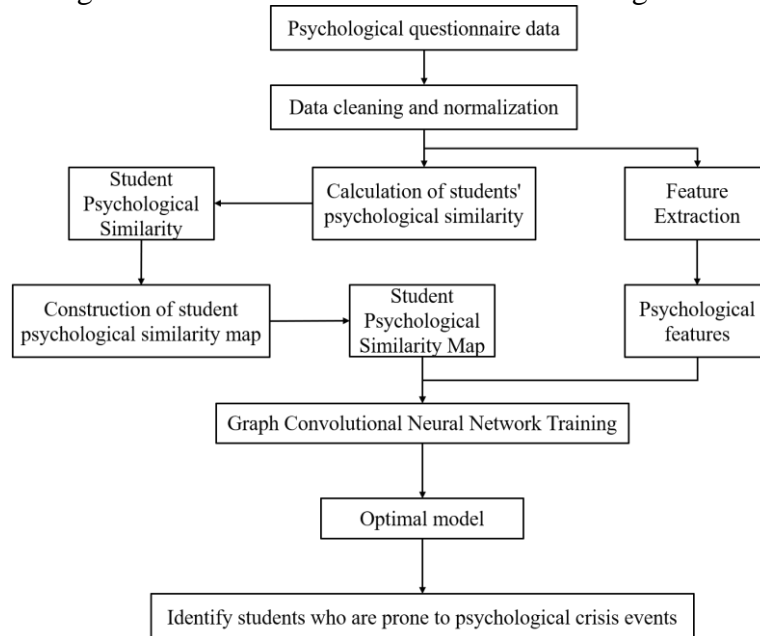 Psychological questionnaire data
Data cleaning and normalization
Student
Psychological
Similarity
Calculation of students'
psychological similarity
Feature
Extraction
Construction of student
psychological similarity map
Student
Psychological
Similarity Map
Psychological
features
Graph Convolutional Neural Network Training
Optimal model
Identify students who are prone to psychological crisis events